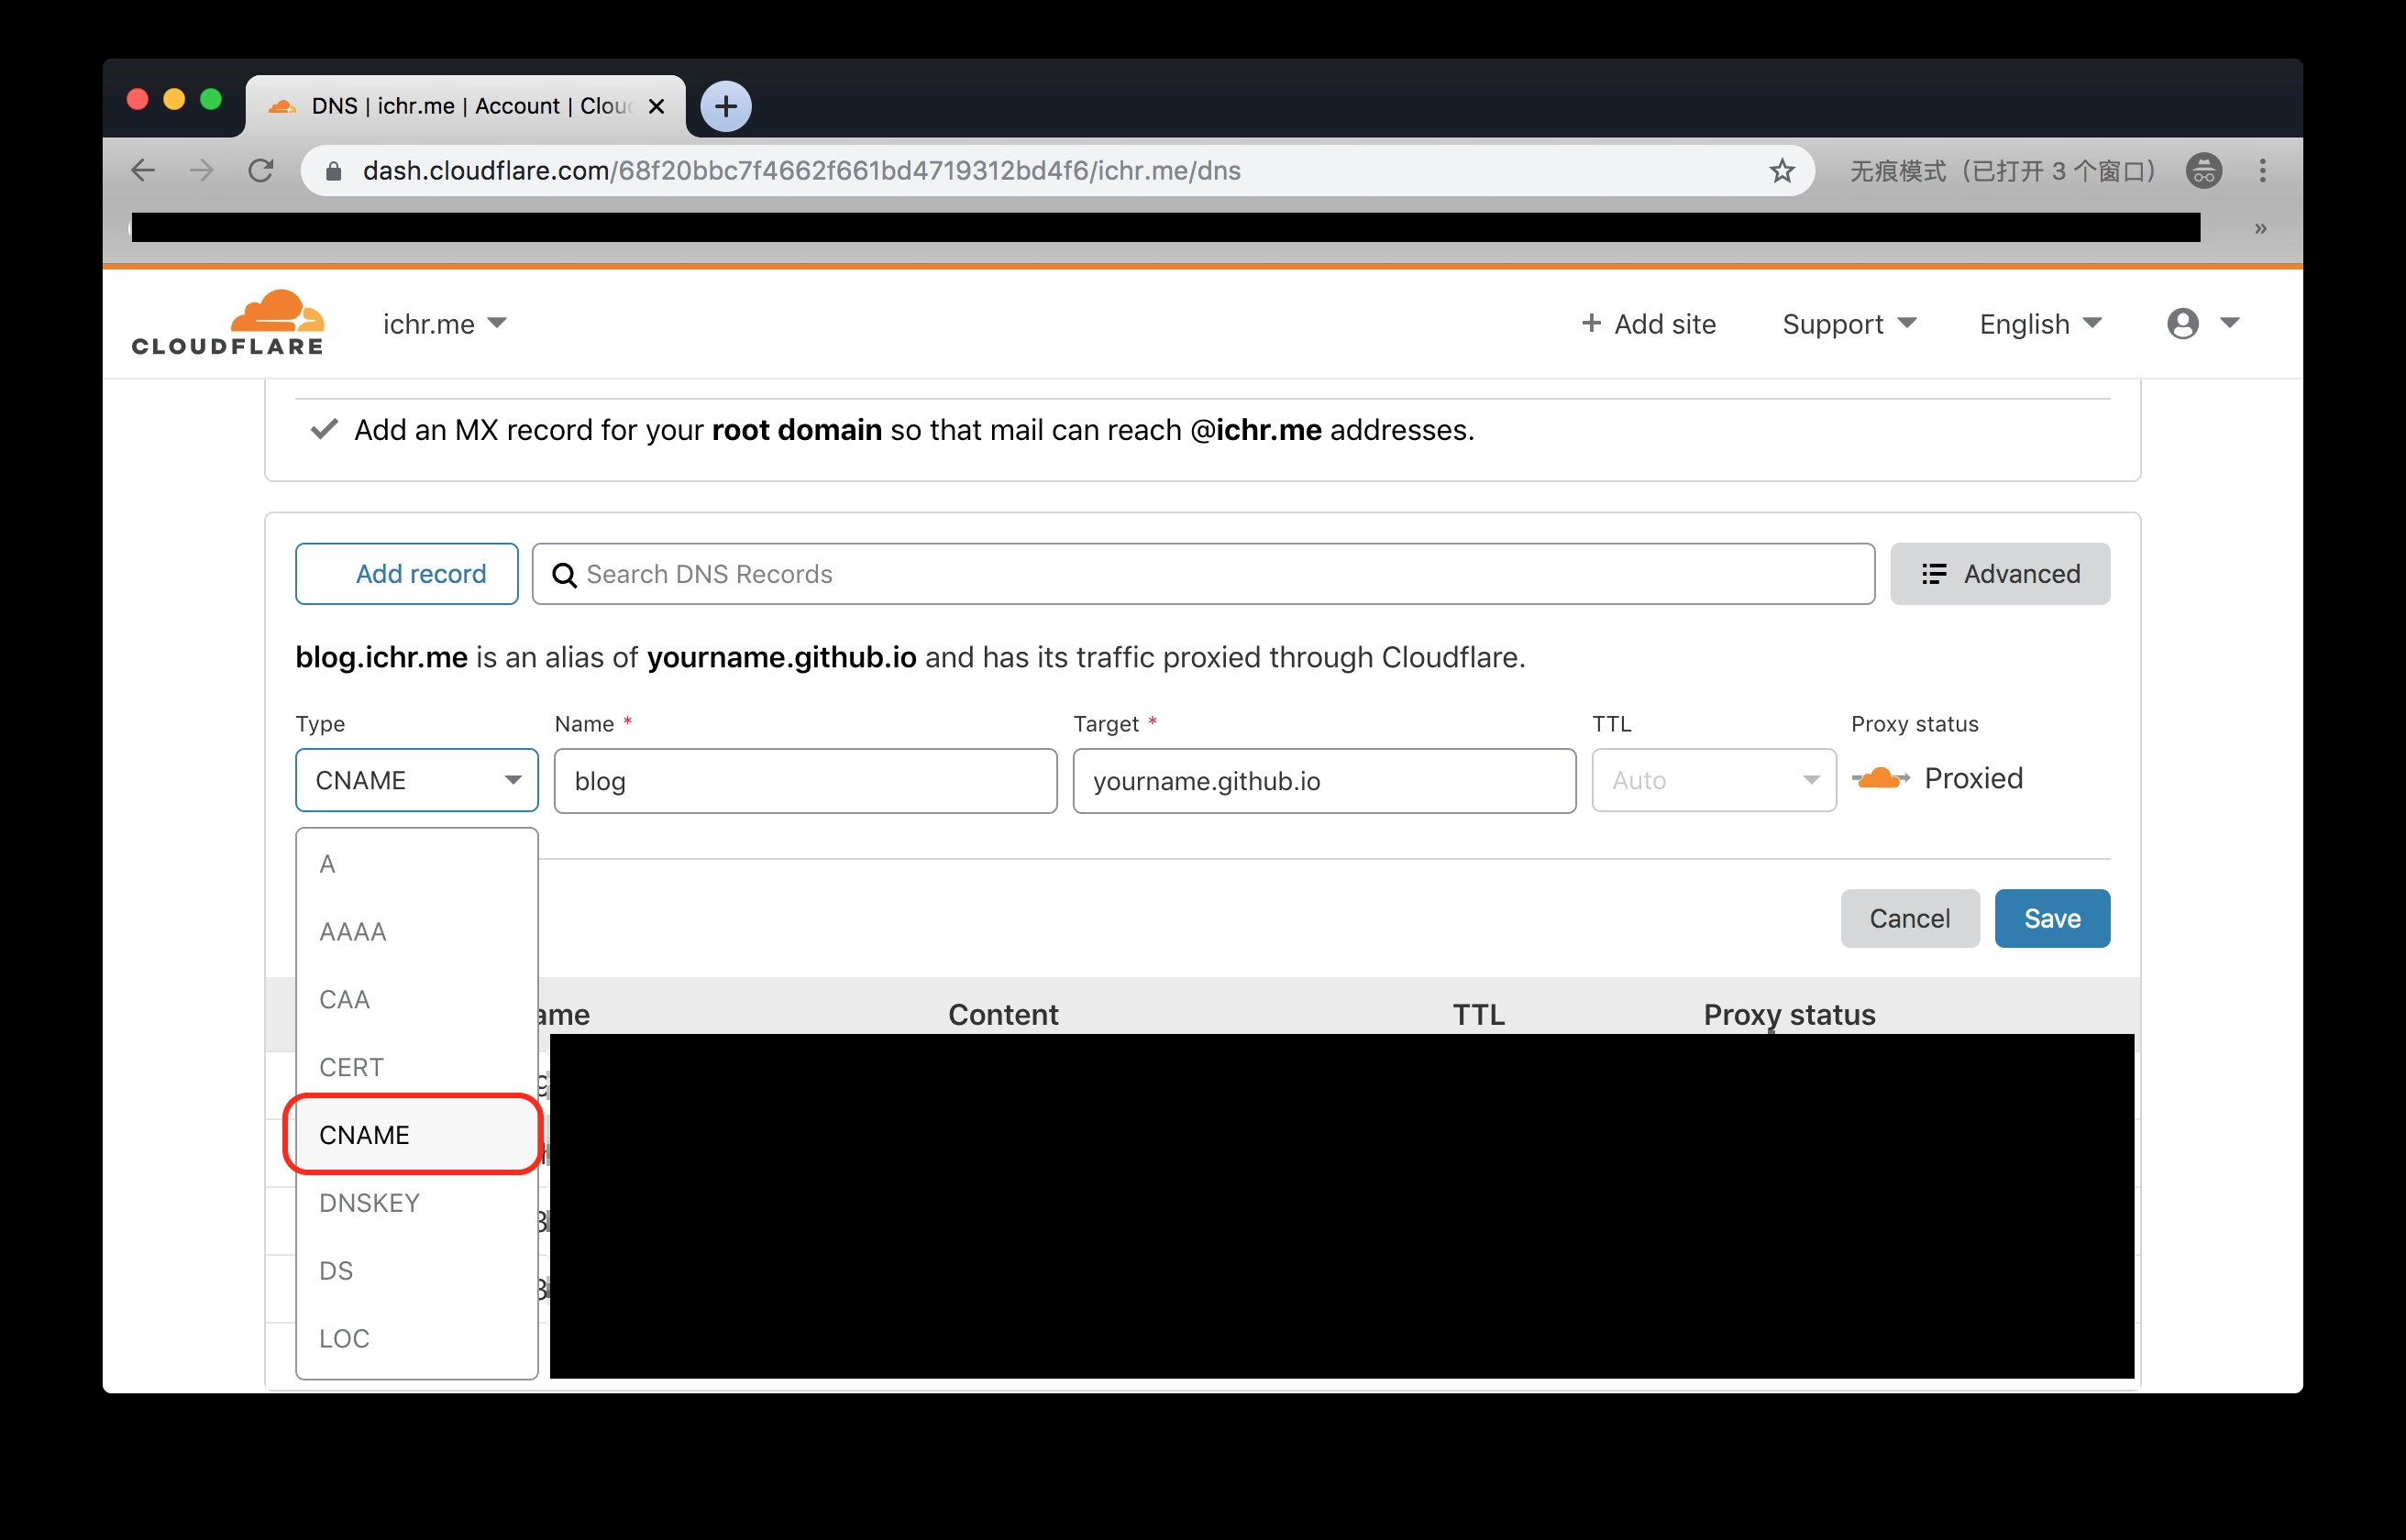 DNS | ichr.me | Account | Clou
dash.cloudflare.com/68f20bbc7f4662f661bd4719312bd4f6/ichr.me/dns
无痕模式（已打开 3 个窗口）
»
CLOUDFLARE
ichr.me
+ Add site
Support
English
Add an MX record for your root domain so that mail can reach @ichr.me addresses.
Add record
Search DNS Records
Advanced
blog.ichr.me is an alias of yourname.github.io and has its traffic proxied through Cloudflare.
Type
Name *
Target *
TTL
Proxy status
CNAME
blog
yourname.github.io
Auto
Proxied
A
AAAA
CAA
CERT
CNAME
DNSKEY
DS
LOC
Cancel
Save
ame
Content
TTL
Proxy status